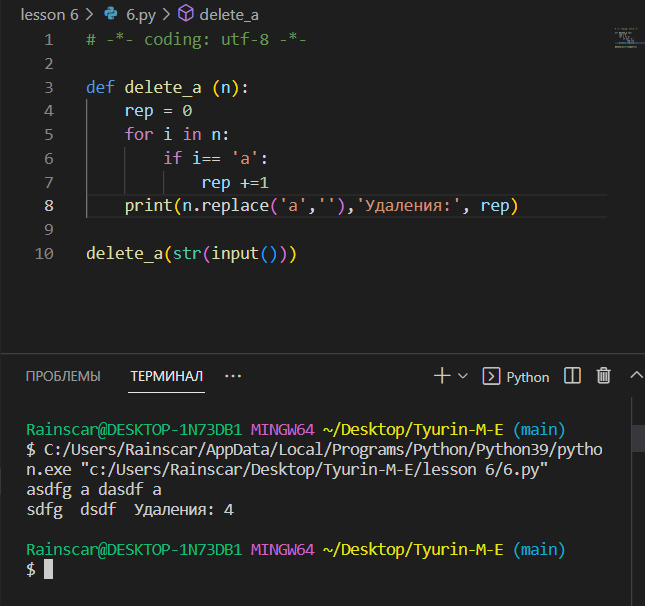 lesson 6 > 6.py > delete_a
1 # -*- coding: utf-8 -*-
2
3 def delete_a (n):
4     rep = 0
5     for i in n:
6         if i== 'a':
7             rep +=1
8     print(n.replace('a',''),'Удаления:', rep)
9
10 delete_a(str(input()))
ПРОБЛЕМЫ ТЕРМИНАЛ ··· Python
Rainscar@DESKTOP-1N73DB1 MINGW64 ~/Desktop/Tyurin-M-E (main)
$ C:/Users/Rainscar/AppData/Local/Programs/Python/Python39/pytho
n.exe "c:/Users/Rainscar/Desktop/Tyurin-M-E/lesson 6/6.py"
asdfg a dasdf a
sdfg  dsdf  Удаления: 4
Rainscar@DESKTOP-1N73DB1 MINGW64 ~/Desktop/Tyurin-M-E (main)
$